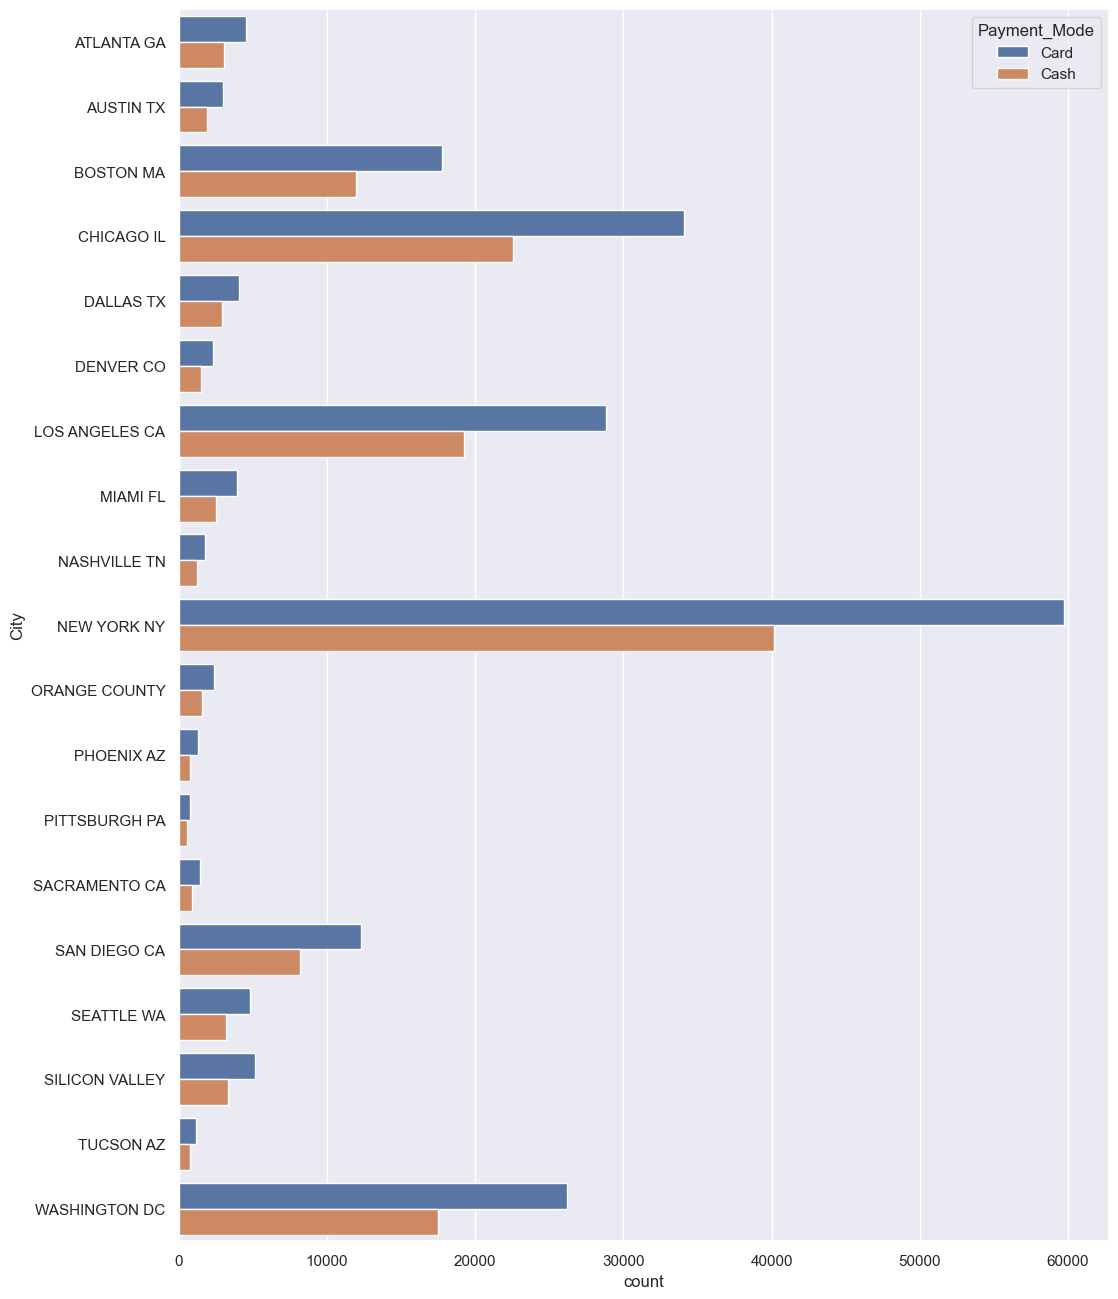 Payment_Mode
Card
Cash
City
ATLANTA GA
AUSTIN TX
BOSTON MA
CHICAGO IL
DALLAS TX
DENVER CO
LOS ANGELES CA
MIAMI FL
NASHVILLE TN
NEW YORK NY
ORANGE COUNTY
PHOENIX AZ
PITTSBURGH PA
SACRAMENTO CA
SAN DIEGO CA
SEATTLE WA
SILICON VALLEY
TUCSON AZ
WASHINGTON DC
0 10000 20000 30000 40000 50000 60000
count